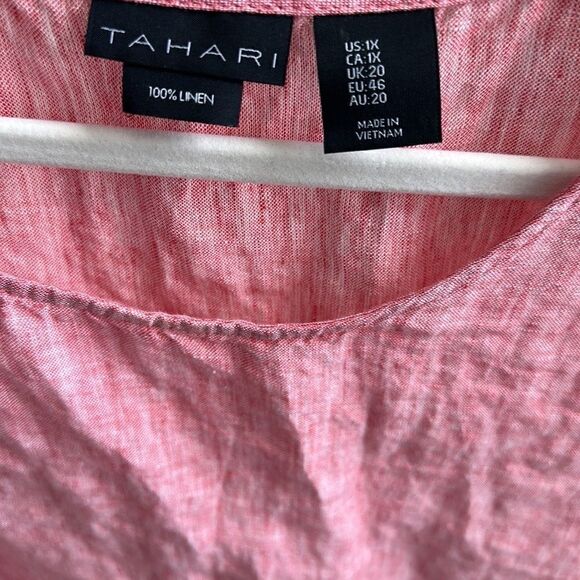 TAHARI
100% LINEN
US:1X
CA:1X
UK:20
EU:46
AU:20
MADE IN
VIETNAM